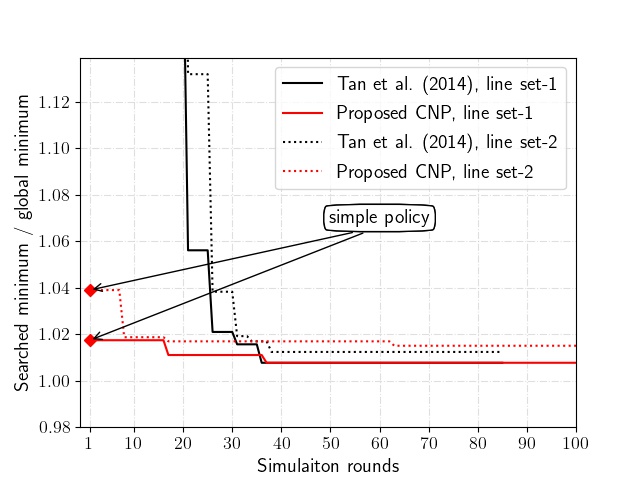 Tan et al. (2014), line set-1
Proposed CNP, line set-1
Tan et al. (2014), line set-2
Proposed CNP, line set-2
simple policy
Searched minimum / global minimum
1.12
1.10
1.08
1.06
1.04
1.02
1.00
0.98
1 10 20 30 40 50 60 70 80 90 100
Simulaiton rounds